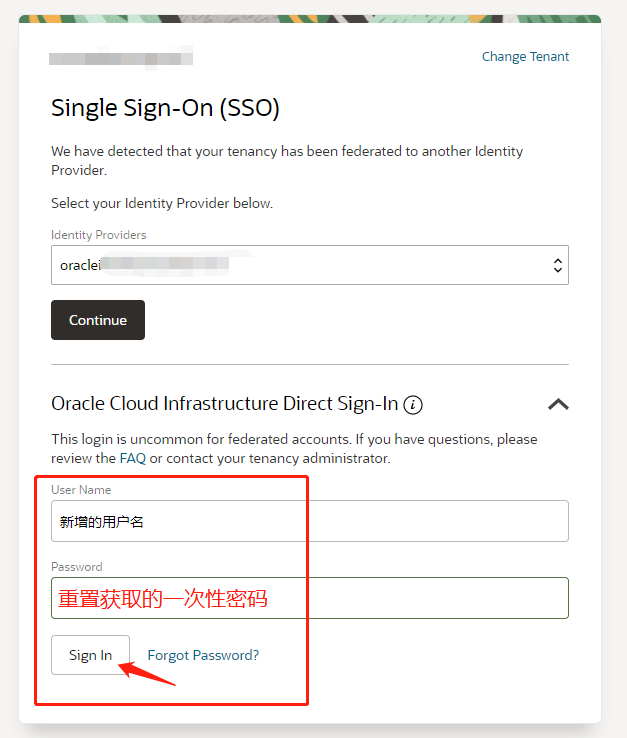 Change Tenant
Single Sign-On (SSO)
We have detected that your tenancy has been federated to another Identity
Provider.
Select your Identity Provider below.
Identity Providers
oraclei
Continue
Oracle Cloud Infrastructure Direct Sign-In i
This login is uncommon for federated accounts. If you have questions, please
review the FAQ or contact your tenancy administrator.
User Name
新增的用户名
Password
重置获取的一次性密码
Sign In Forgot Password?